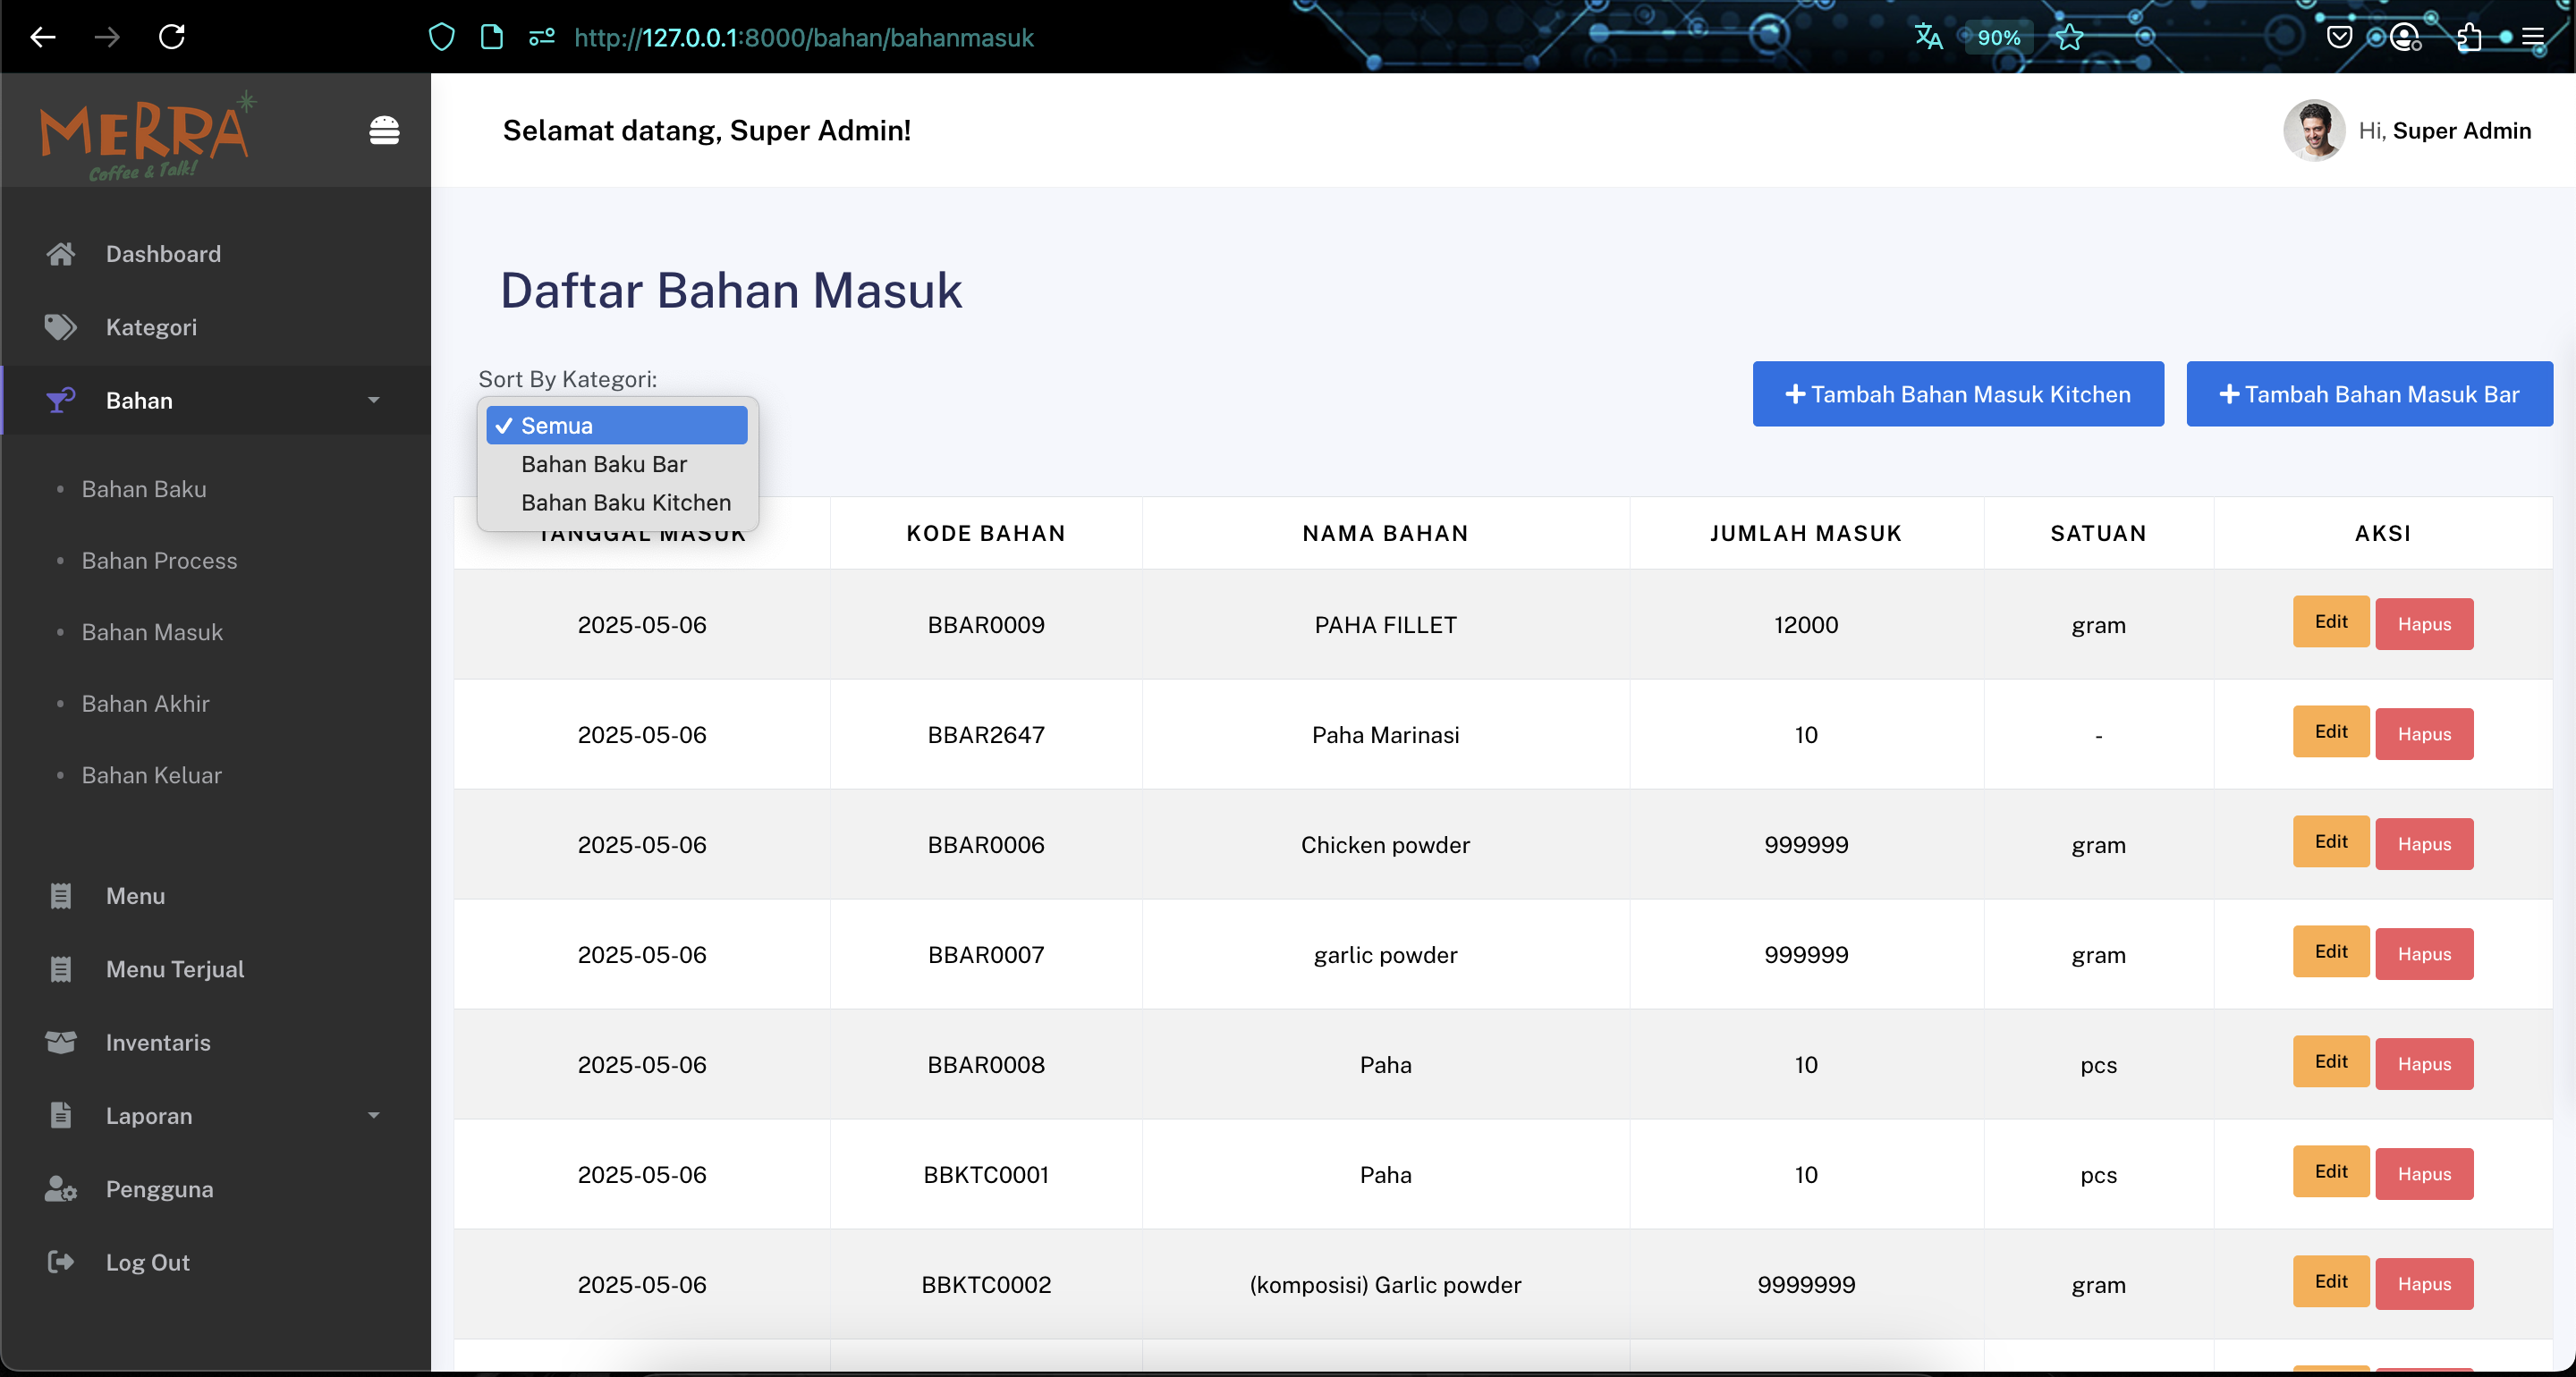 http://127.0.0.1:8000/bahan/bahanmasuk
90%
MERRA
Coffee & Talk!
Selamat datang, Super Admin!
Hi, Super Admin
Dashboard
Kategori
Bahan
Bahan Baku
Bahan Process
Bahan Masuk
Bahan Akhir
Bahan Keluar
Menu
Menu Terjual
Inventaris
Laporan
Pengguna
Log Out
Daftar Bahan Masuk
Sort By Kategori:
Semua
Bahan Baku Bar
Bahan Baku Kitchen
Tambah Bahan Masuk Kitchen
Tambah Bahan Masuk Bar
TANGGAL MASUK KODE BAHAN NAMA BAHAN JUMLAH MASUK SATUAN AKSI
2025-05-06 BBAR0009 PAHA FILLET 12000 gram Edit Hapus
2025-05-06 BBAR2647 Paha Marinasi 10 - Edit Hapus
2025-05-06 BBAR0006 Chicken powder 999999 gram Edit Hapus
2025-05-06 BBAR0007 garlic powder 999999 gram Edit Hapus
2025-05-06 BBAR0008 Paha 10 pcs Edit Hapus
2025-05-06 BBKTC0001 Paha 10 pcs Edit Hapus
2025-05-06 BBKTC0002 (komposisi) Garlic powder 9999999 gram Edit Hapus